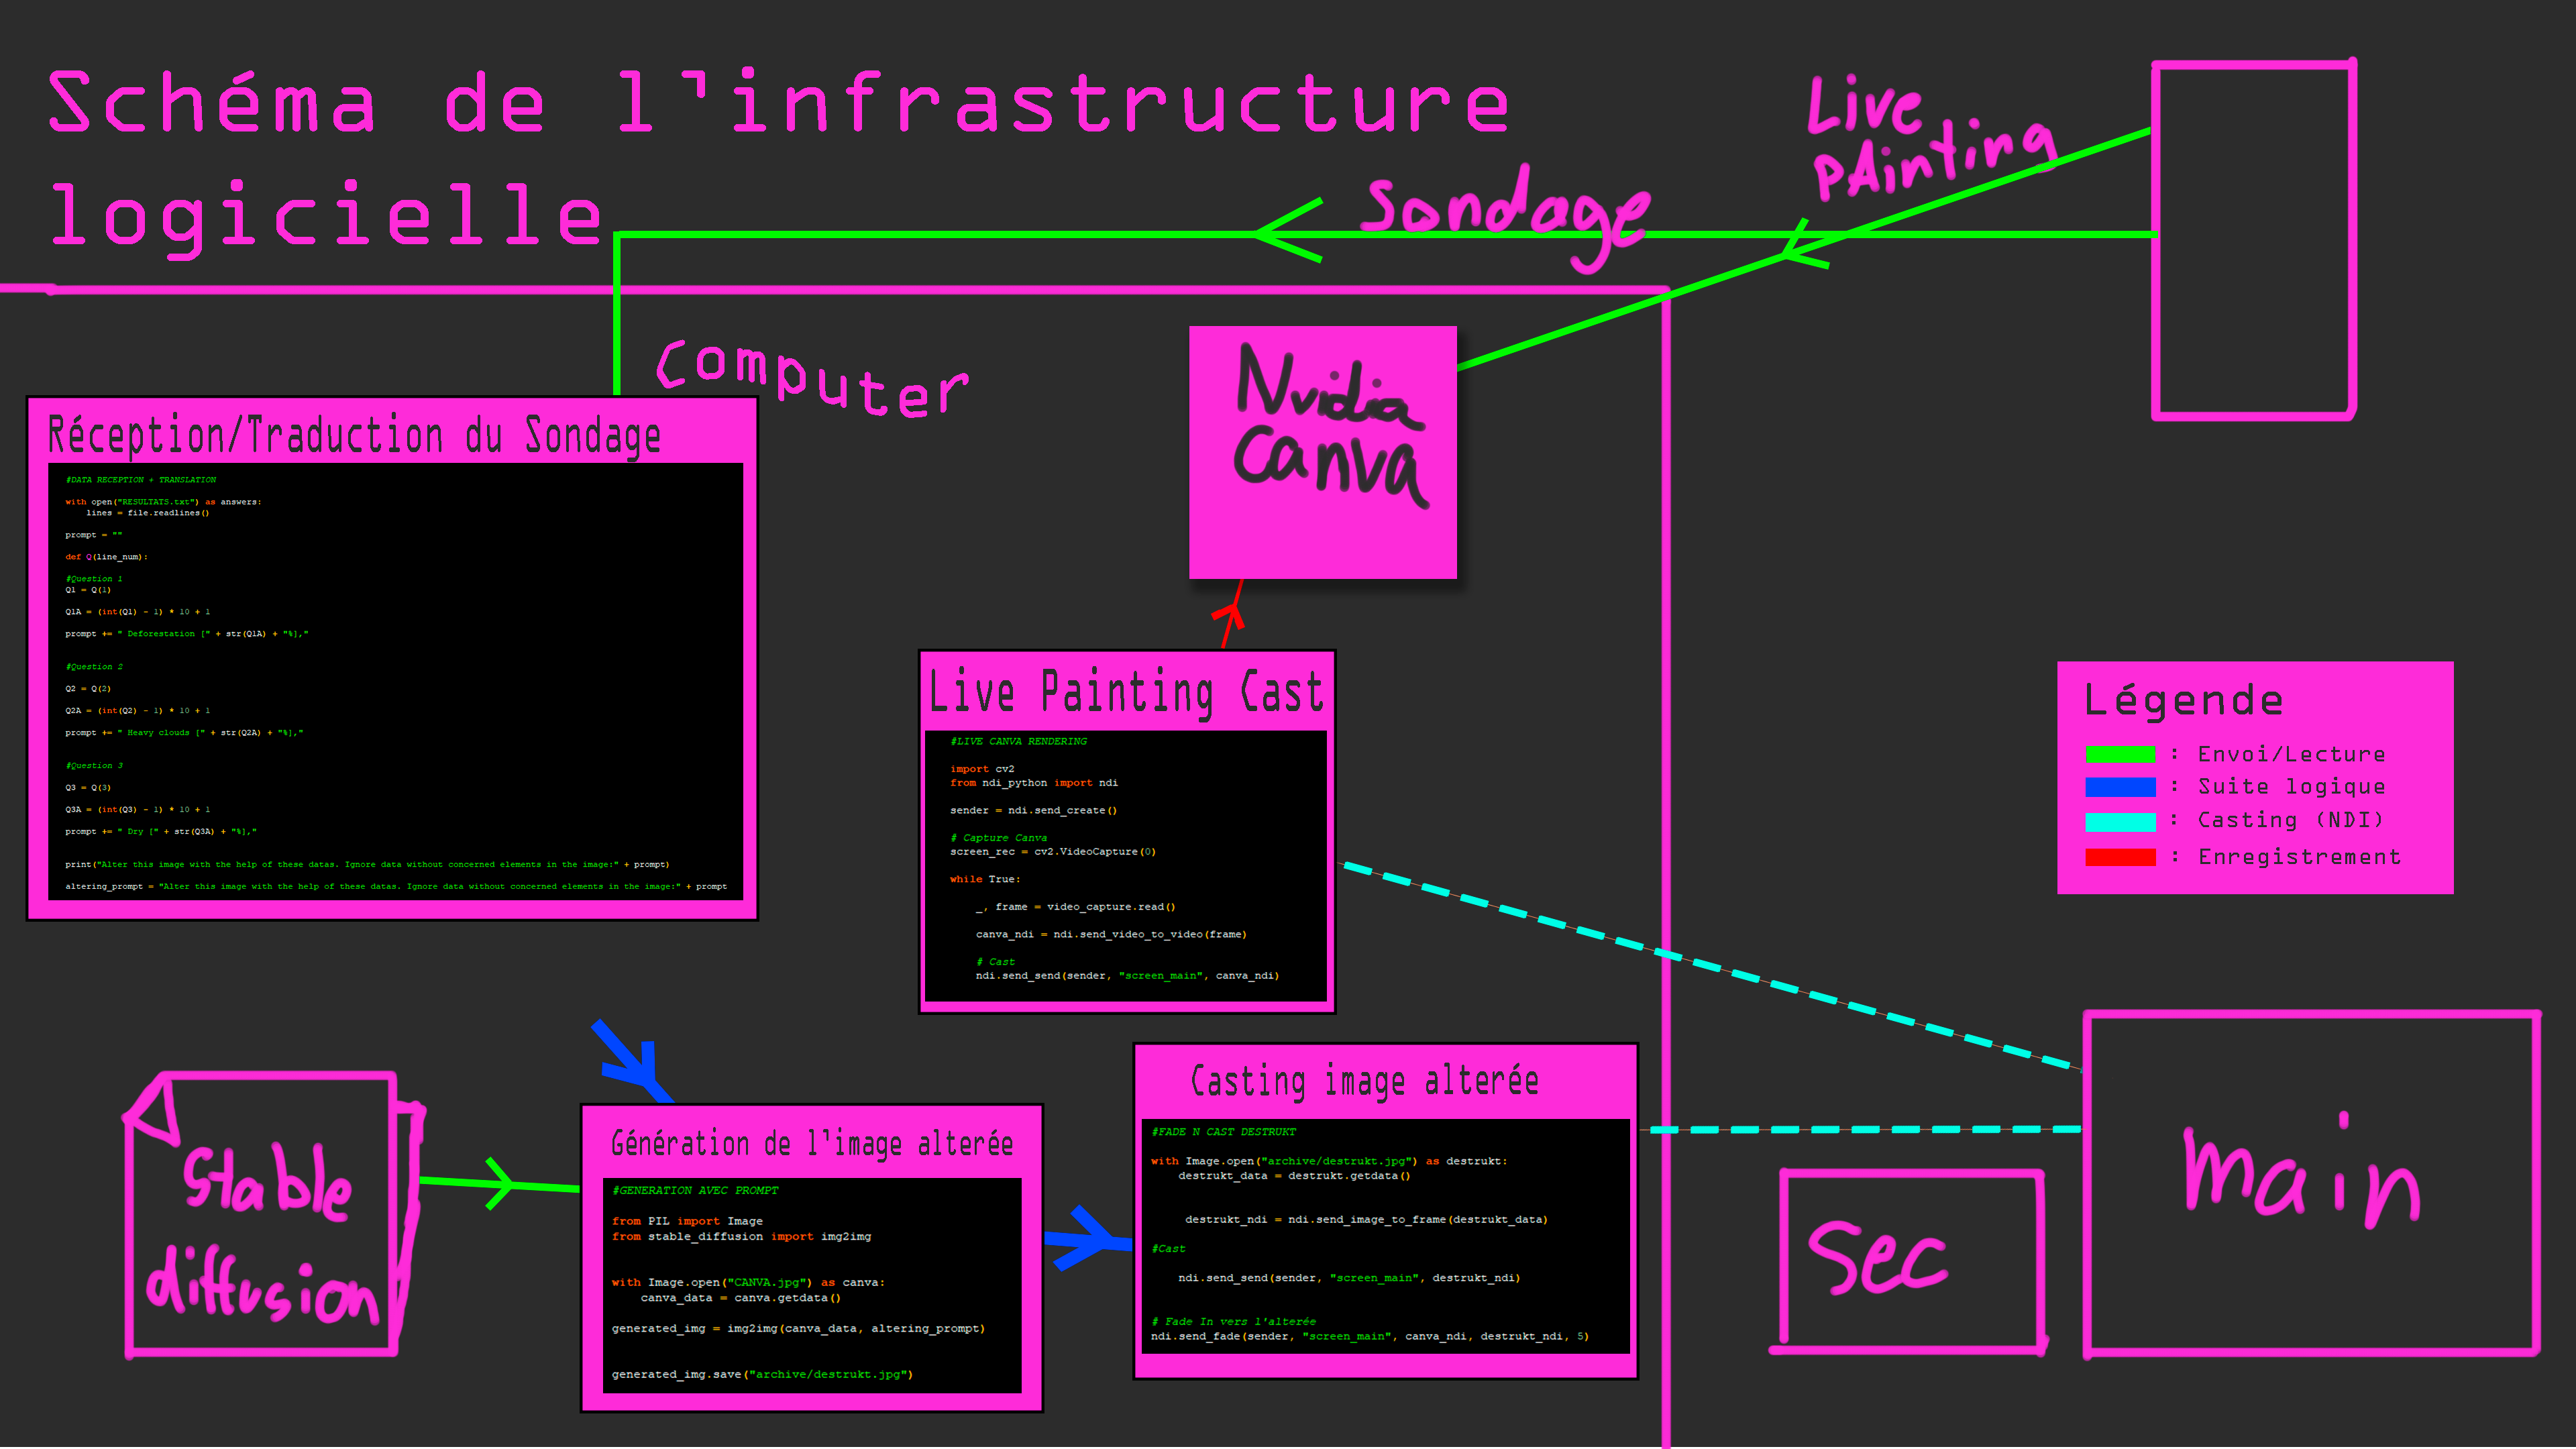 Schéma de l'infrastructure
logicielle
Live
pAinting
Sondage
Computer
Nvidia
Canva
Réception/Traduction du Sondage
#DATA RECEPTION + TRANSLATION
with open("RESULTATS.txt") as answers:
lines = file.readlines()
prompt = ""
def Q(line_num):
#Question 1
Q1 = Q(1)
Q1A = (int(Q1) - 1) * 10 + 1
prompt += " Deforestation [" + str(Q1A) + "%],"
#Question 2
Q2 = Q(2)
Q2A = (int(Q2) - 1) * 10 + 1
prompt += " Heavy clouds [" + str(Q2A) + "%],"
#Question 3
Q3 = Q(3)
Q3A = (int(Q3) - 1) * 10 + 1
prompt += " Dry [" + str(Q3A) + "%],"
print("Alter this image with the help of these datas. Ignore data without concerned elements in the image:" + prompt)
altering_prompt = "Alter this image with the help of these datas. Ignore data without concerned elements in the image:" + prompt
Live Painting Cast
#LIVE CANVA RENDERING
import cv2
from ndi_python import ndi
sender = ndi.send_create()
# Capture Canva
screen_rec = cv2.VideoCapture(0)
while True:
_, frame = video_capture.read()
canva_ndi = ndi.send_video_to_video(frame)
# Cast
ndi.send_send(sender, "screen_main", canva_ndi)
Légende
: Envoi/Lecture
: Suite logique
: Casting (NDI)
: Enregistrement
Stable
diffusion
Génération de l'image alterée
#GENERATION AVEC PROMPT
from PIL import Image
from stable_diffusion import img2img
with Image.open("CANVA.jpg") as canva:
canva_data = canva.getdata()
generated_img = img2img(canva_data, altering_prompt)
generated_img.save("archive/destrukt.jpg")
Casting image alterée
#FADE N CAST DESTRUKT
with Image.open("archive/destrukt.jpg") as destrukt:
destrukt_data = destrukt.getdata()
destrukt_ndi = ndi.send_image_to_frame(destrukt_data)
#Cast
ndi.send_send(sender, "screen_main", destrukt_ndi)
# Fade In vers l'alterée
ndi.send_fade(sender, "screen_main", canva_ndi, destrukt_ndi, 5)
Sec
main